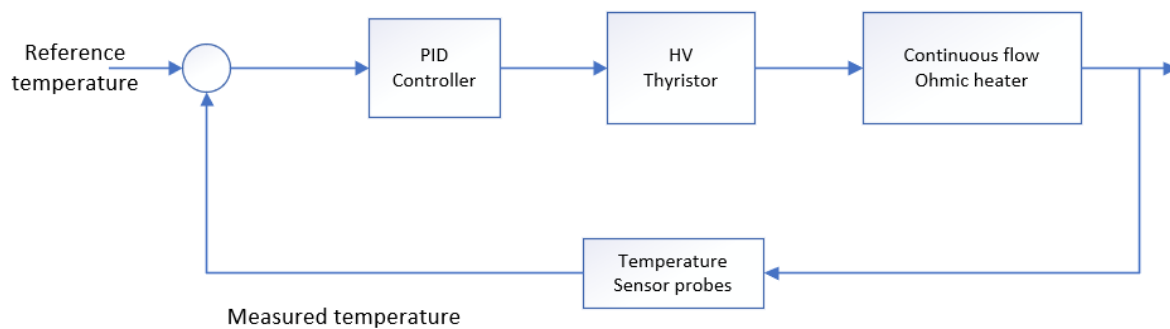 Reference
temperature
PID
Controller
HV
Thyristor
Continuous flow
Ohmic heater
Temperature
Sensor probes
Measured temperature